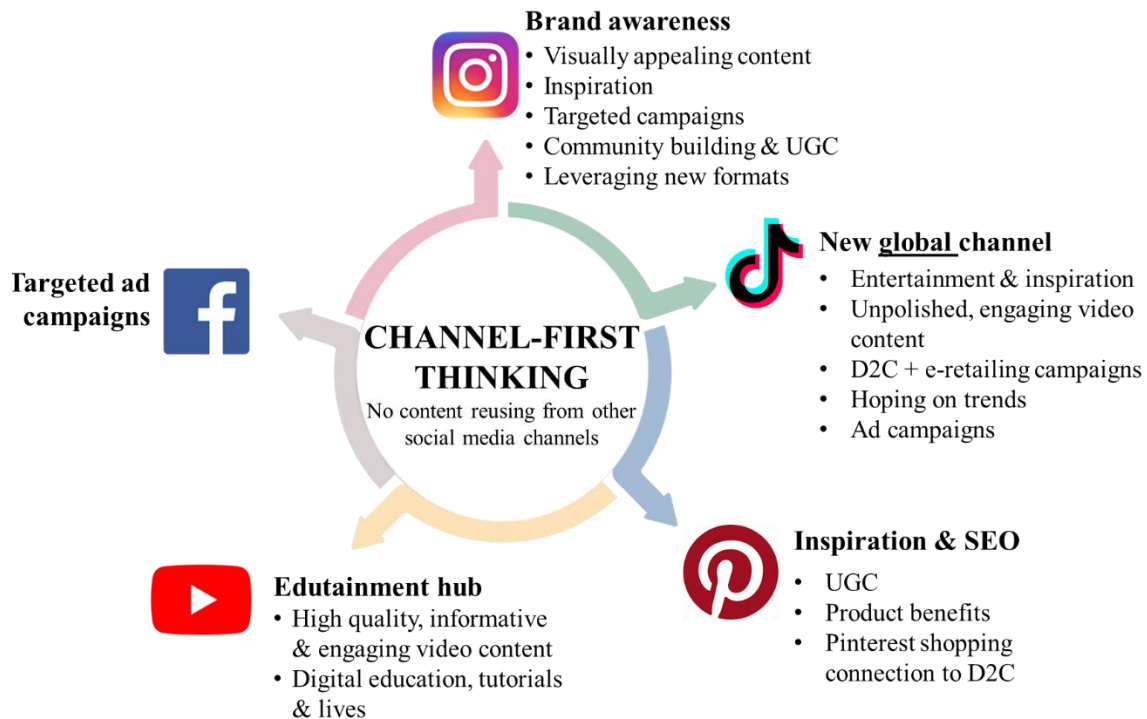 Brand awareness
• Visually appealing content
• Inspiration
• Targeted campaigns
• Community building & UGC
• Leveraging new formats
New global channel
• Entertainment & inspiration
• Unpolished, engaging video
content
• D2C + e-retailing campaigns
• Hoping on trends
• Ad campaigns
Targeted ad
campaigns
CHANNEL-FIRST
THINKING
No content reusing from other
social media channels
Inspiration & SEO
• UGC
• Product benefits
• Pinterest shopping
connection to D2C
Edutainment hub
• High quality, informative
& engaging video content
• Digital education, tutorials
& lives